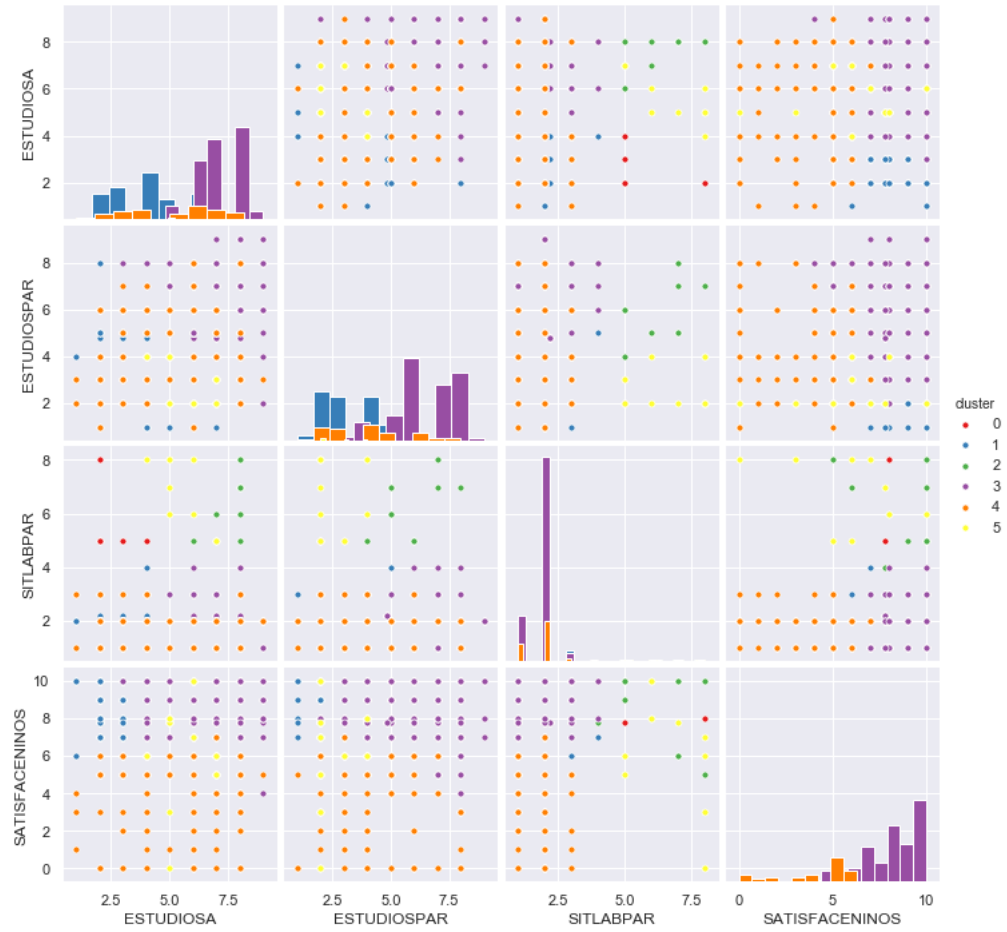 8
6
4
2
ESTUDIOSA
8
6
4
2
ESTUDIOSPAR
8
6
4
2
SITLABPAR
10
8
6
4
2
0
SATISFACENINOS
2.5 5.0 7.5
ESTUDIOSA
2.5 5.0 7.5
ESTUDIOSPAR
2.5 5.0 7.5
SITLABPAR
0 5 10
SATISFACENINOS
cluster
0
1
2
3
4
5